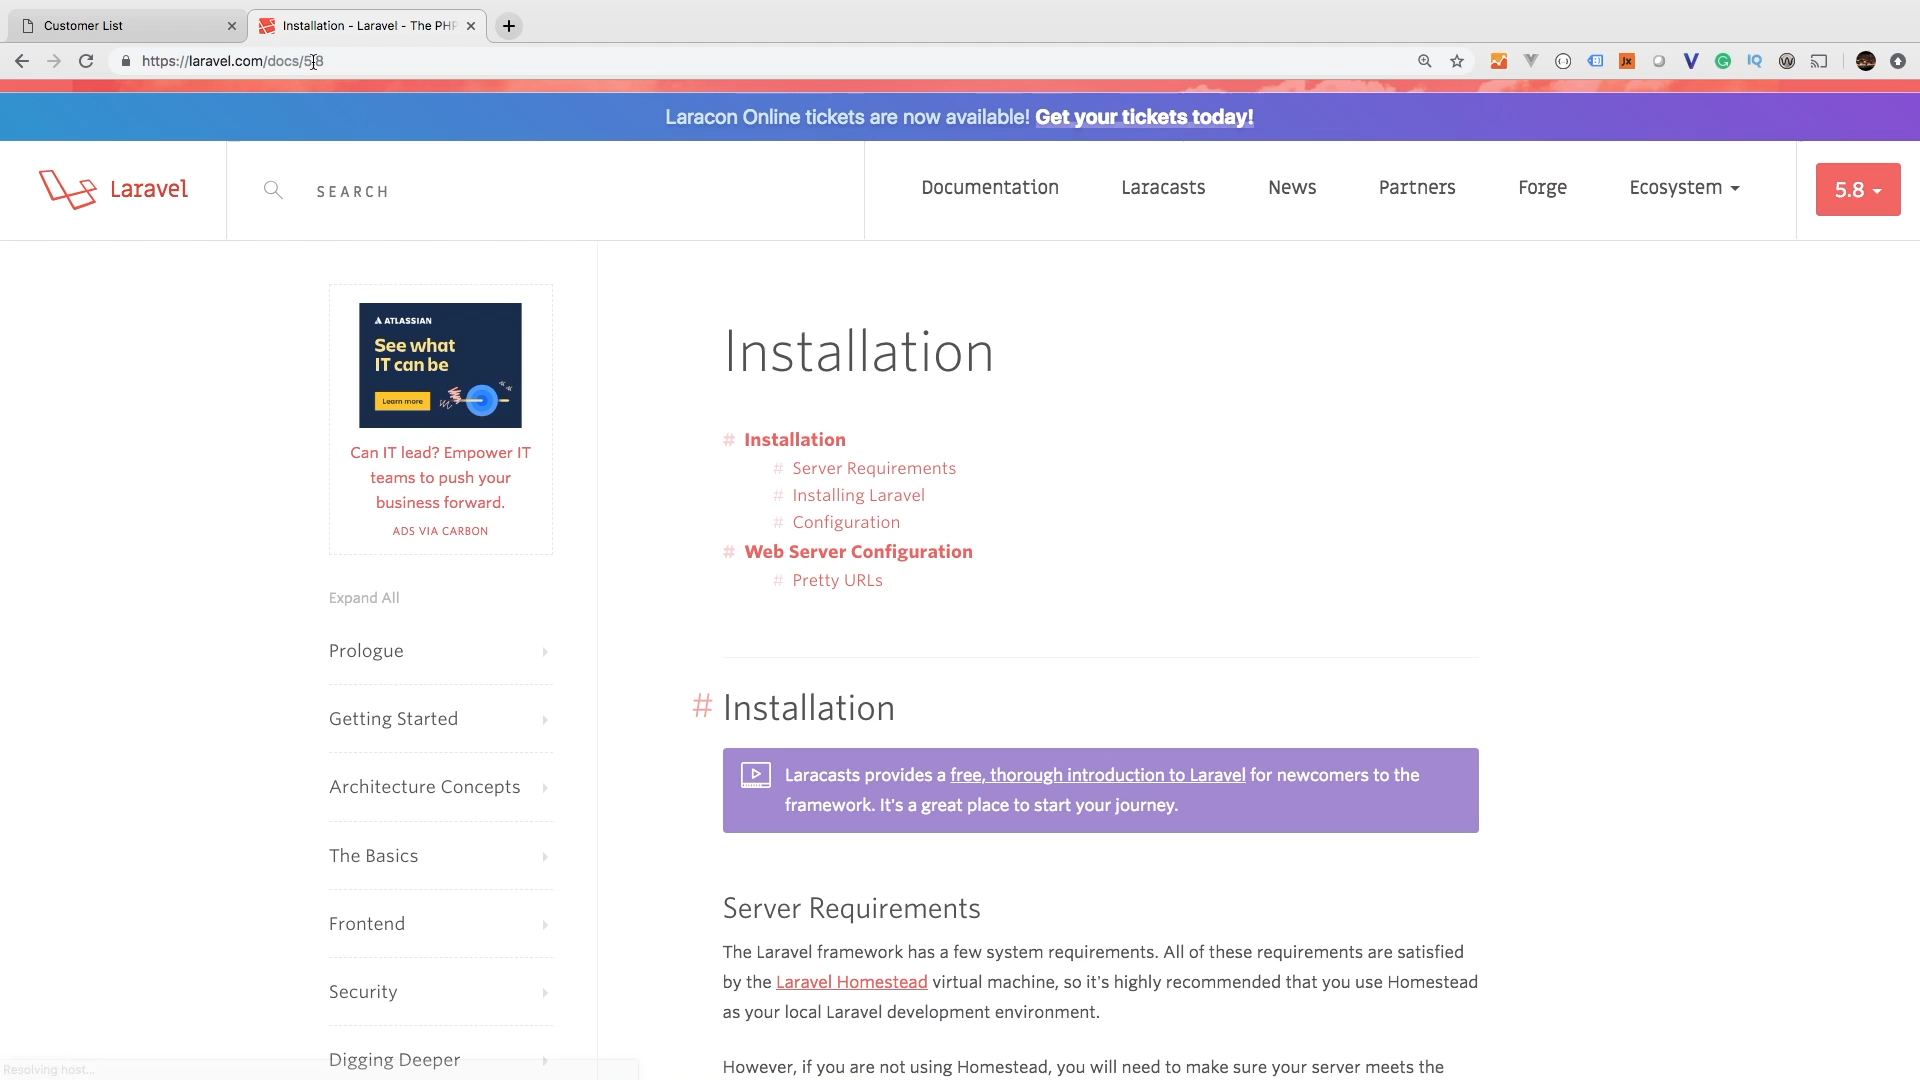 Customer List
Installation - Laravel - The PHP
https://laravel.com/docs/5.8
Laracon Online tickets are now available! Get your tickets today!
Laravel
SEARCH
Documentation
Laracasts
News
Partners
Forge
Ecosystem
5.8
ATLASSIAN
See what
IT can be
Learn more
Can IT lead? Empower IT
teams to push your
business forward.
ADS VIA CARBON
Expand All
Prologue
Getting Started
Architecture Concepts
The Basics
Frontend
Security
Digging Deeper
Installation
# Installation
# Server Requirements
# Installing Laravel
# Configuration
# Web Server Configuration
# Pretty URLs
# Installation
Laracasts provides a free, thorough introduction to Laravel for newcomers to the
framework. It's a great place to start your journey.
Server Requirements
The Laravel framework has a few system requirements. All of these requirements are satisfied
by the Laravel Homestead virtual machine, so it's highly recommended that you use Homestead
as your local Laravel development environment.
However, if you are not using Homestead, you will need to make sure your server meets the
Resolving host...